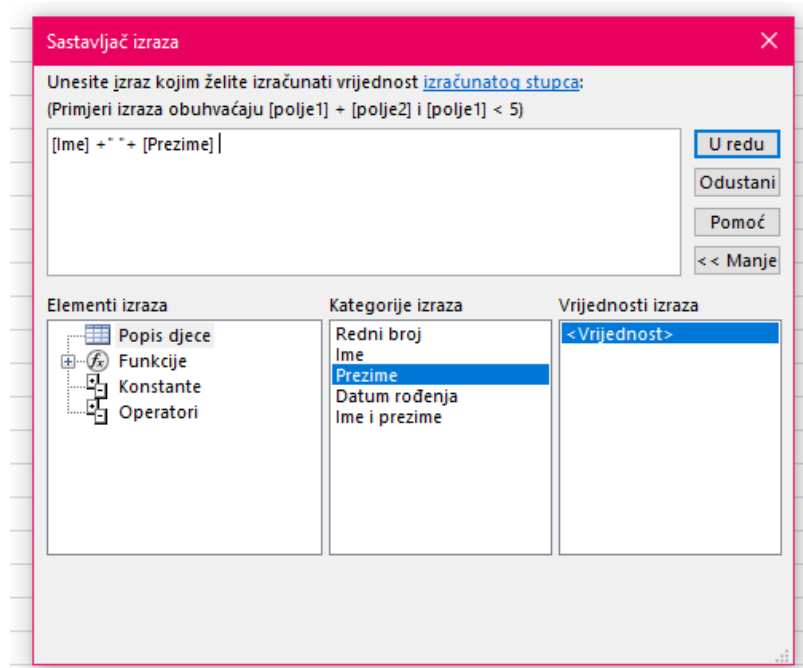 Sastavljač izraza
Unesite izraz kojim želite izračunati vrijednost izračunatog stupca:
(Primjeri izraza obuhvaćaju [polje1] + [polje2] i [polje1] < 5)
[Ime] +" "+ [Prezime]
U redu
Odustani
Pomoć
<< Manje
Elementi izraza
Popis djece
Funkcije
Konstante
Operatori
Kategorije izraza
Redni broj
Ime
Prezime
Datum rođenja
Ime i prezime
Vrijednosti izraza
<Vrijednost>